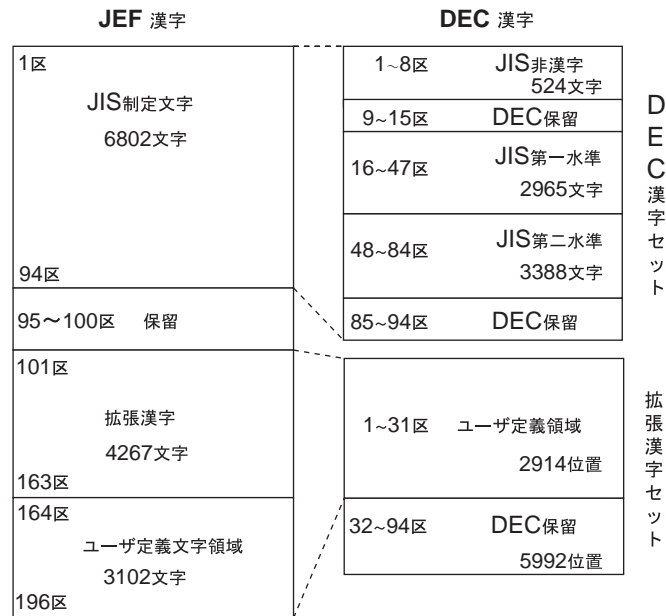 JEF 漢字
1区
JIS制定文字
6802文字
94区
95〜100区 保留
101区
拡張漢字
4267文字
163区
164区
ユーザ定義文字領域
3102文字
196区
DEC 漢字
1~8区 JIS非漢字
524文字
9~15区 DEC保留
16~47区 JIS第一水準
2965文字
48~84区 JIS第二水準
3388文字
85~94区 DEC保留
DEC漢字セット
1~31区 ユーザ定義領域
2914位置
32~94区 DEC保留
5992位置
拡張漢字セット